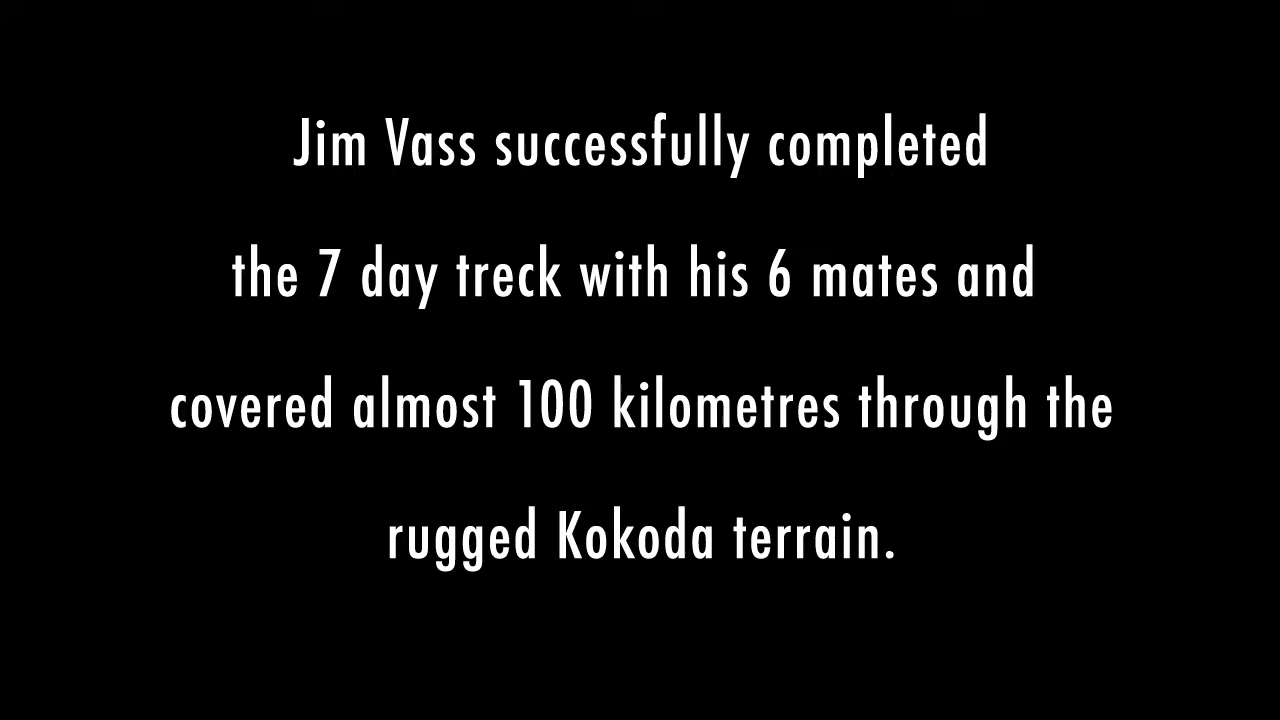 Jim Vass successfully completed
the 7 day treck with his 6 mates and
covered almost 100 kilometres through the
rugged Kokoda terrain.